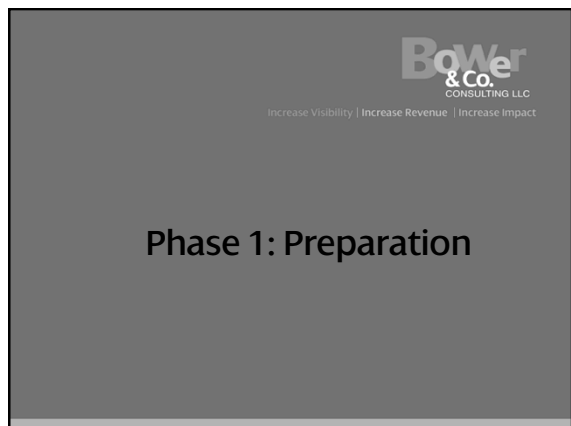 Bower
& Co.
CONSULTING LLC
Increase Visibility | Increase Revenue | Increase Impact
Phase 1: Preparation